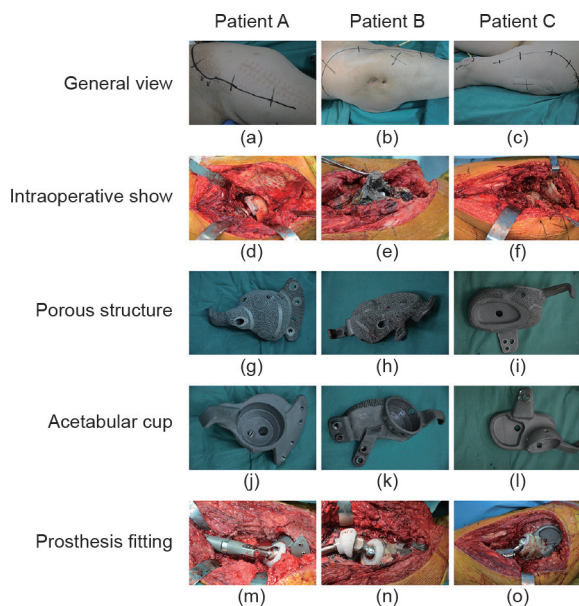 Patient A Patient B Patient C
General view
(a) (b) (c)
Intraoperative show
(d) (e) (f)
Porous structure
(g) (h) (i)
Acetabular cup
(j) (k) (l)
Prosthesis fitting
(m) (n) (o)